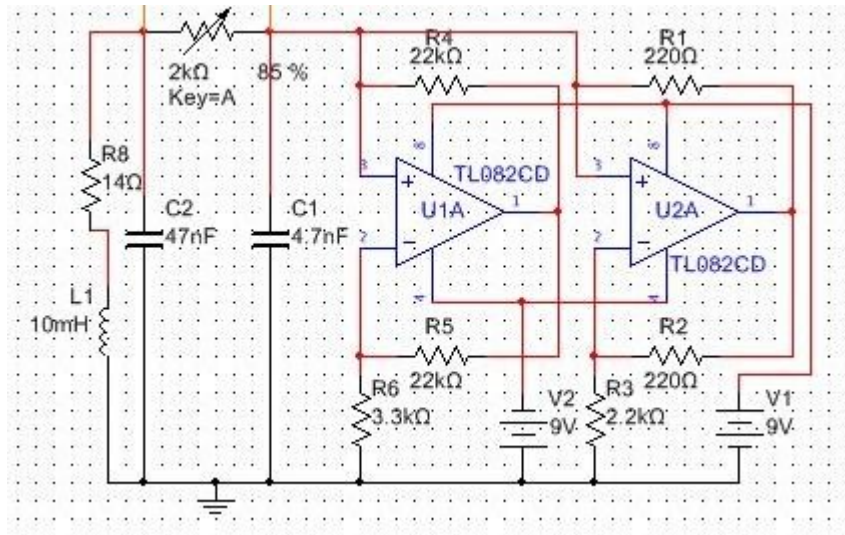 R4
22kΩ
R1
220Ω
2kΩ
85 %
Key=A
R8
14Ω
8
8
3
TL082CD
3
U1A
1
U2A
1
C2
47nF
C1
4.7nF
2
2
TL082CD
4
4
L1
10mH
R5
22kΩ
R2
220Ω
R6
3.3kΩ
V2
9V
R3
2.2kΩ
V1
9V